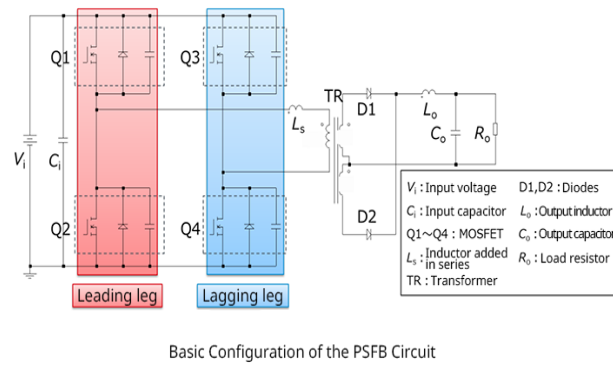 Q1
Q3
TR
D1
Ls
Lo
Co
Ro
Vi
Ci
Q2
Q4
D2
Vi : Input voltage
D1,D2 : Diodes
Ci : Input capacitor
Lo : Output inductor
Q1~Q4 : MOSFET
Co : Output capacitor
Ls : Inductor added
in series
Ro : Load resistor
TR : Transformer
Leading leg
Lagging leg
Basic Configuration of the PSFB Circuit